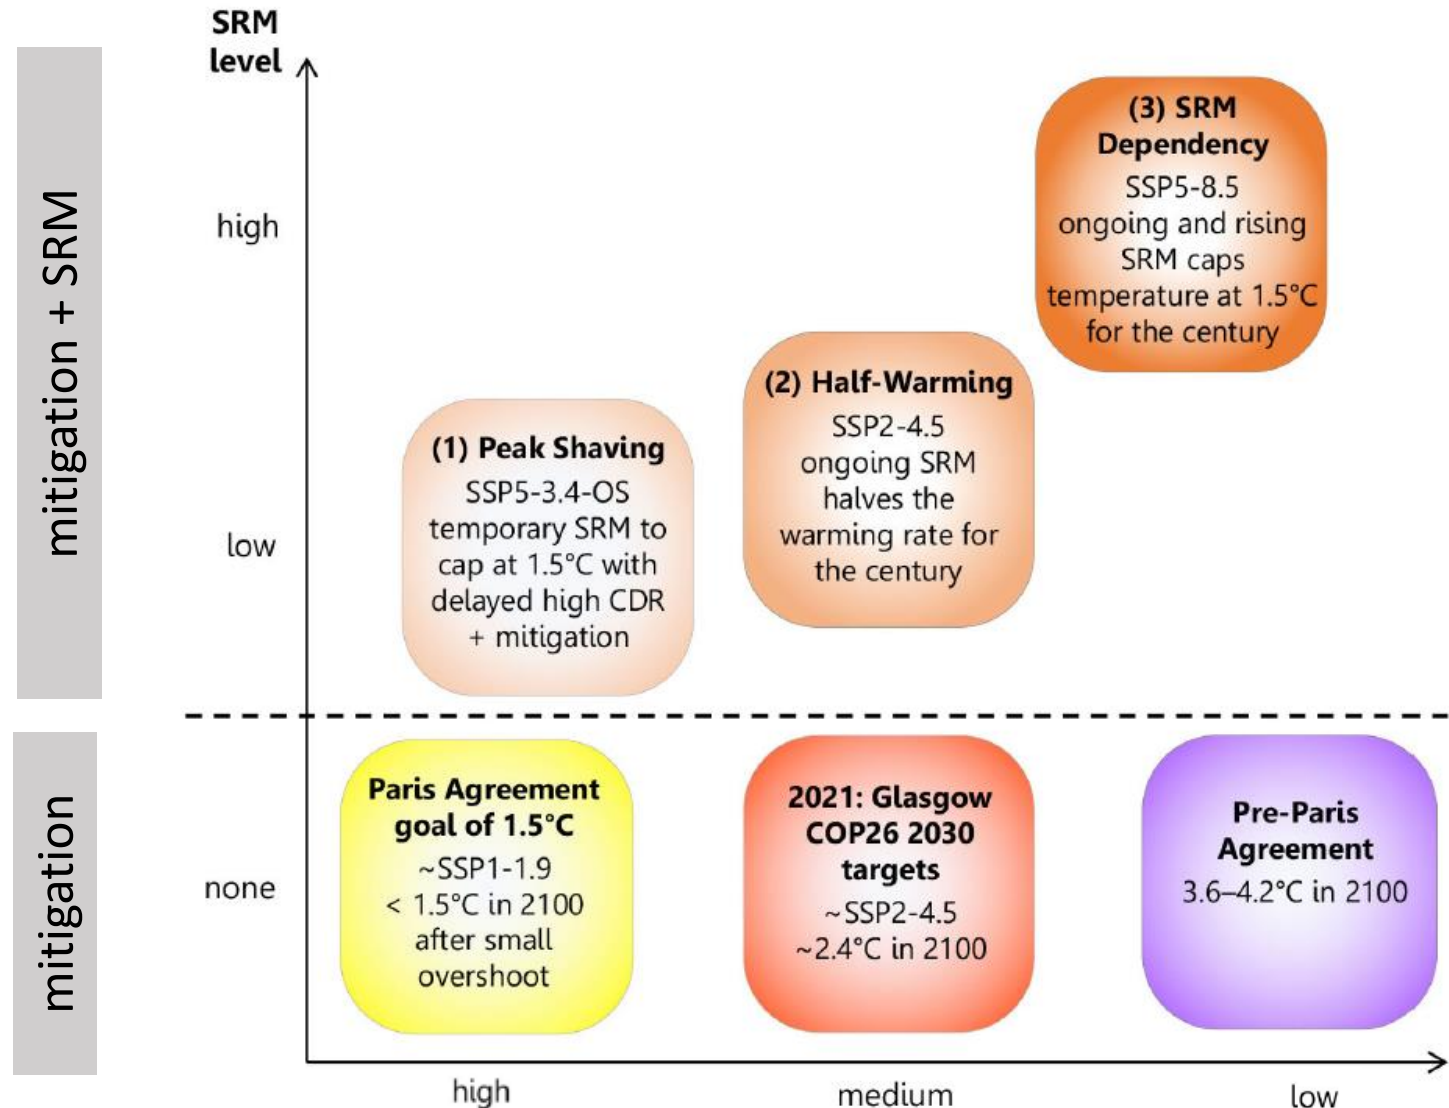 SRM
level
mitigation + SRM
high
(3) SRM
Dependency
SSP5-8.5
ongoing and rising
SRM caps
temperature at 1.5°C
for the century
(2) Half-Warming
SSP2-4.5
ongoing SRM
halves the
warming rate for
the century
(1) Peak Shaving
SSP5-3.4-OS
temporary SRM to
cap at 1.5°C with
delayed high CDR
+ mitigation
low
mitigation
none
Paris Agreement
goal of 1.5°C
~SSP1-1.9
< 1.5°C in 2100
after small
overshoot
2021: Glasgow
COP26 2030
targets
~SSP2-4.5
~2.4°C in 2100
Pre-Paris
Agreement
3.6–4.2°C in 2100
high
medium
low